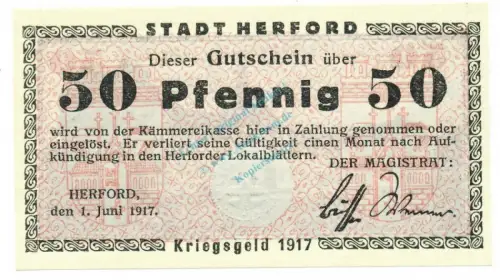 STADT HERFORD
Dieser Gutschein über
50 Pfennig 50
wird von der Kämmereikasse hier in Zahlung genommen oder
eingelöst. Er verliert seine Gültigkeit einen Monat nach Auf-
kündigung in den Herforder Lokalblättern.
DER MAGISTRAT:
HERFORD,
den 1. Juni 1917.
Kriegsgeld 1917